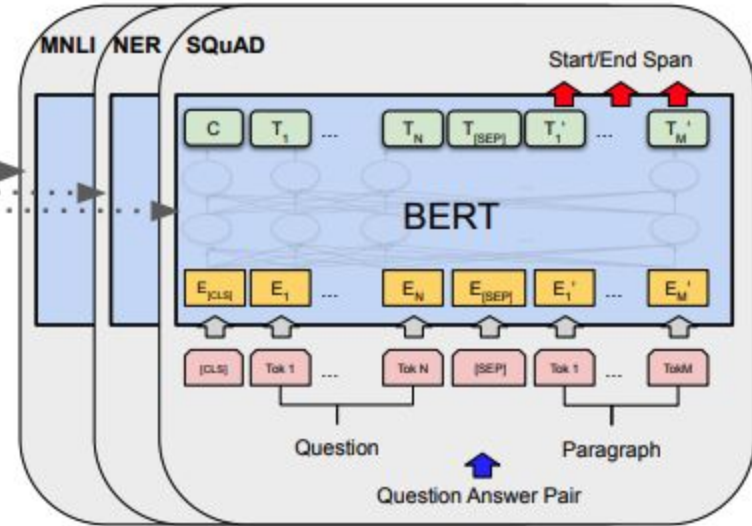 MNLI NER SQuAD
Start/End Span
C T1 ... TN T[SEP] T1' ... TM'
BERT
E[CLS] E1 ... EN E[SEP] E1' ... EM'
[CLS] Tok 1 ... Tok N [SEP] Tok 1 ... TokM
Question Paragraph
Question Answer Pair